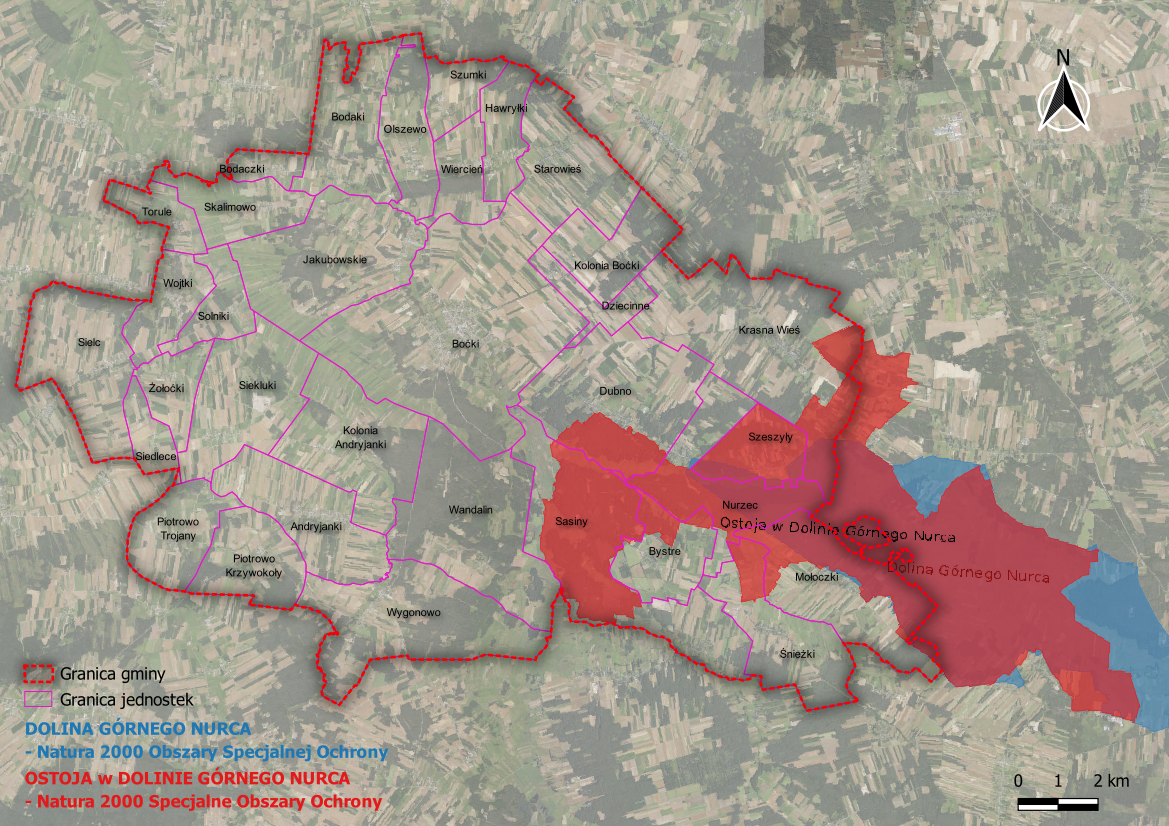 N
Szumki
Hawryłki
Bodaki
Olszewo
Bodaczki
Wiercień
Starowieś
Torule
Skalimowo
Jakubowskie
Kolonia Boćki
Wojtki
Dziecinne
Solniki
Krasna Wieś
Sielc
Boćki
Żołoćki
Siekluki
Dubno
Kolonia
Andryjanki
Szeszyły
Siedlece
Wandalin
Nurzec
Piotrowo
Trojany
Andryjanki
Sasiny
Ostoja w Dolinie Górnego Nurca
Bystre
Piotrowo
Krzywokoły
Dolina Górnego Nurca
Mołoczki
Wygonowo
Śnieżki
Granica gminy
Granica jednostek
DOLINA GÓRNEGO NURCA
- Natura 2000 Obszary Specjalnej Ochrony
OSTOJA w DOLINIE GÓRNEGO NURCA
- Natura 2000 Specjalne Obszary Ochrony
0 1 2 km